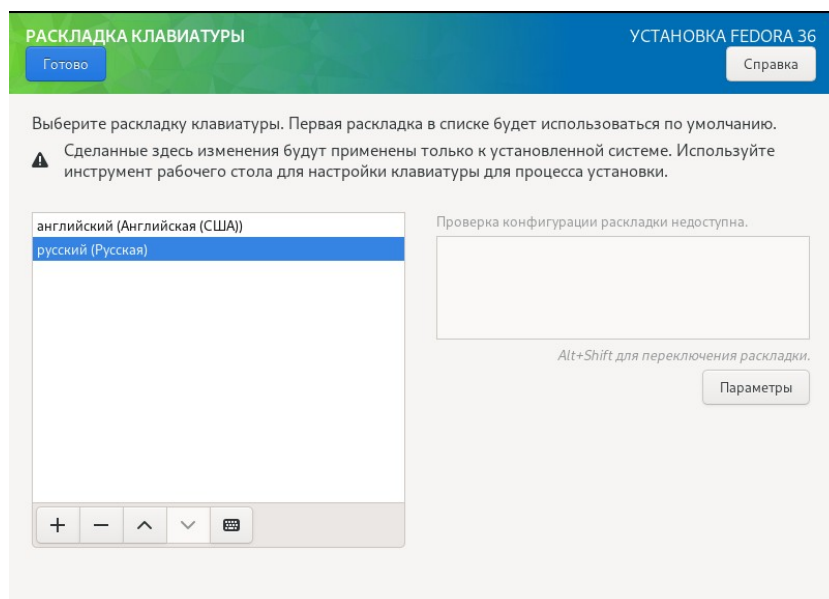 РАСКЛАДКА КЛАВИАТУРЫ
УСТАНОВКА FEDORA 36
Готово
Справка
Выберите раскладку клавиатуры. Первая раскладка в списке будет использоваться по умолчанию.
Сделанные здесь изменения будут применены только к установленной системе. Используйте
инструмент рабочего стола для настройки клавиатуры для процесса установки.
английский (Английская (США))
русский (Русская)
Проверка конфигурации раскладки недоступна.
Alt+Shift для переключения раскладки.
Параметры